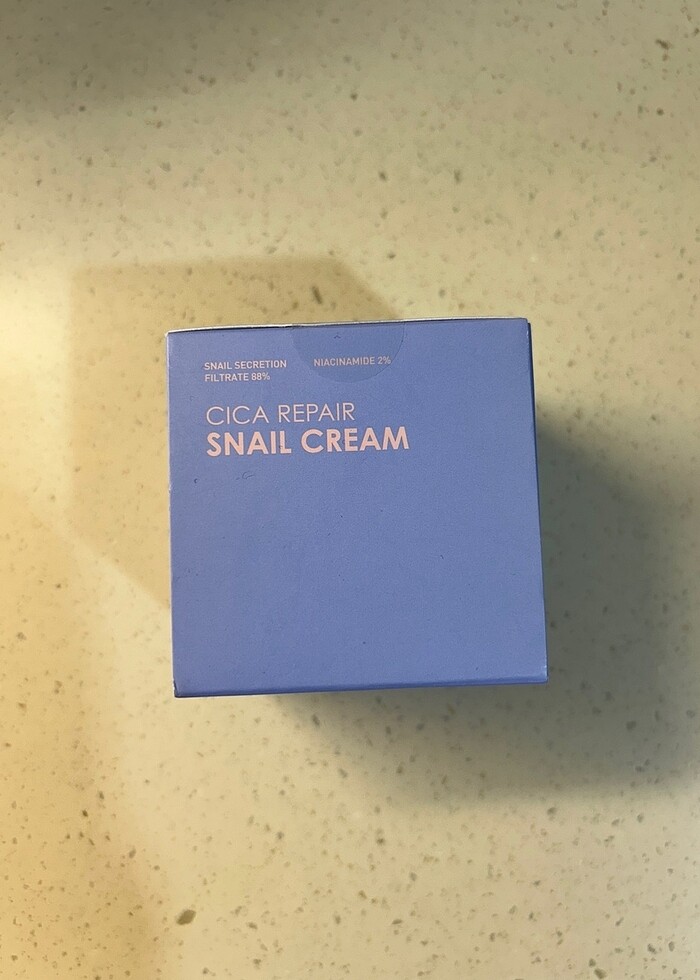 SNAIL SECRETION
FILTRATE 88%
NIACINAMIDE 2%
CICA REPAIR
SNAIL CREAM